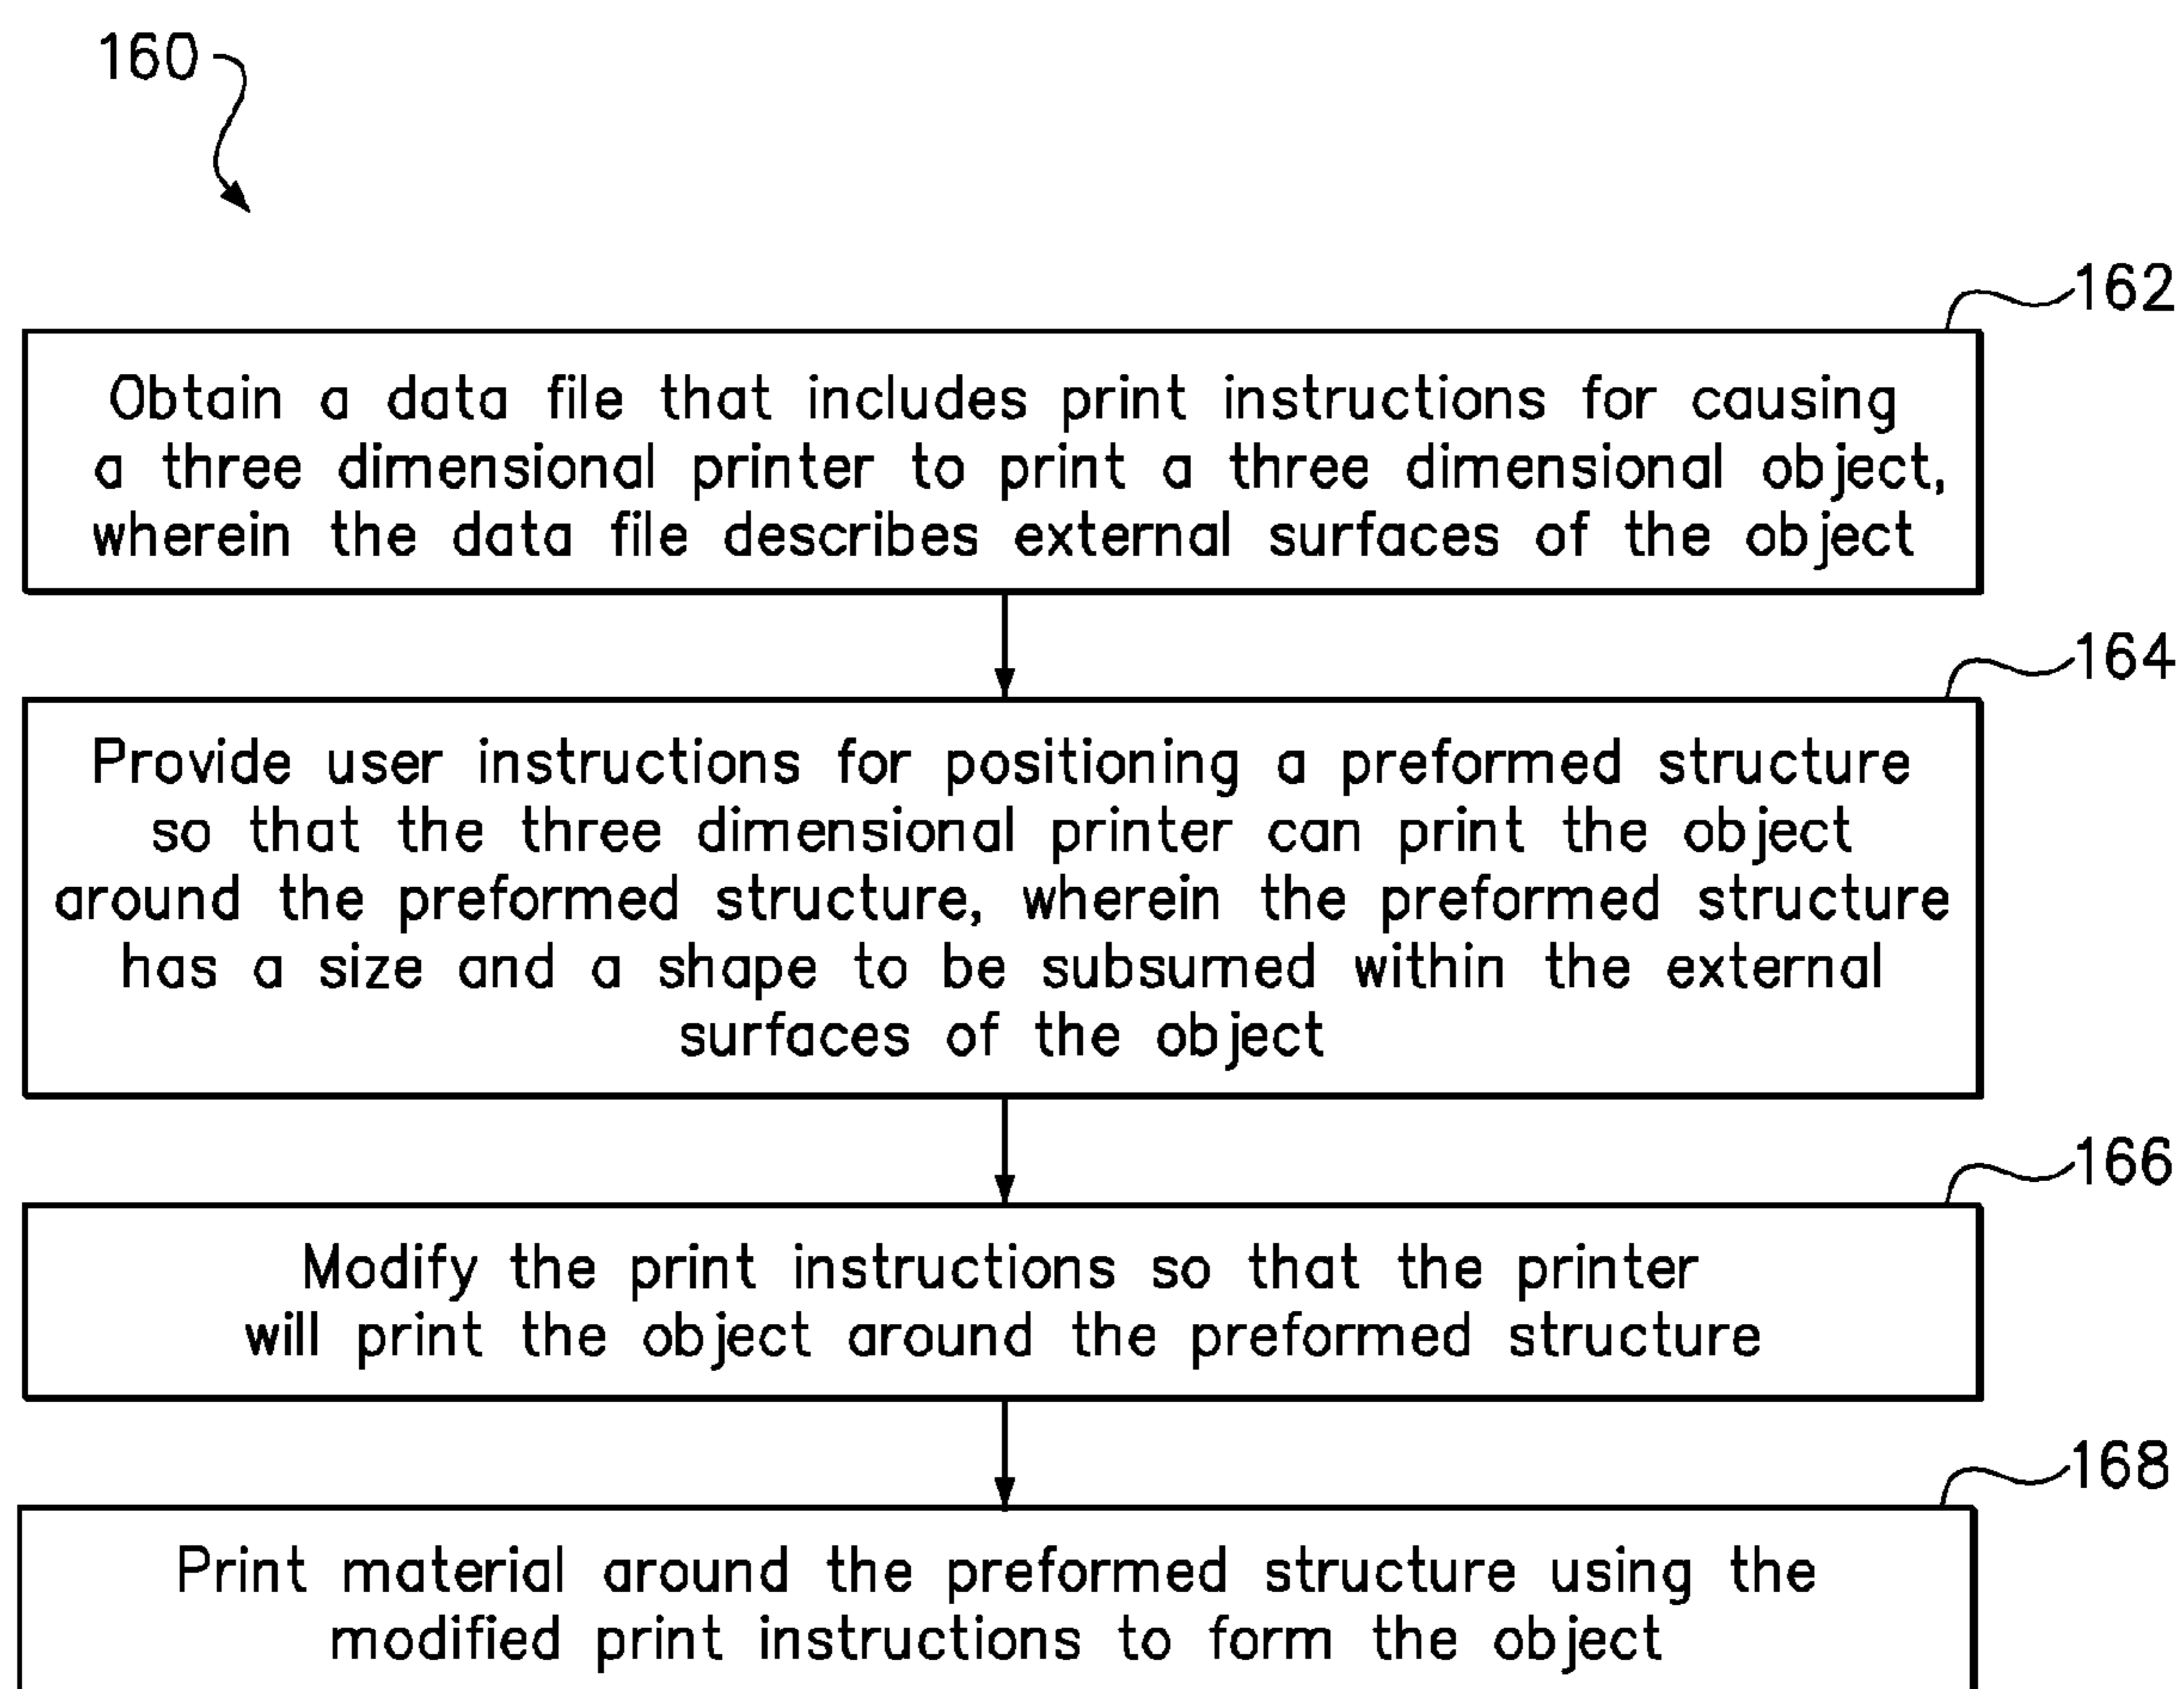 160
162
Obtain a data file that includes print instructions for causing
a three dimensional printer to print a three dimensional object,
wherein the data file describes external surfaces of the object
164
Provide user instructions for positioning a preformed structure
so that the three dimensional printer can print the object
around the preformed structure, wherein the preformed structure
has a size and a shape to be subsumed within the external
surfaces of the object
166
Modify the print instructions so that the printer
will print the object around the preformed structure
168
Print material around the preformed structure using the
modified print instructions to form the object